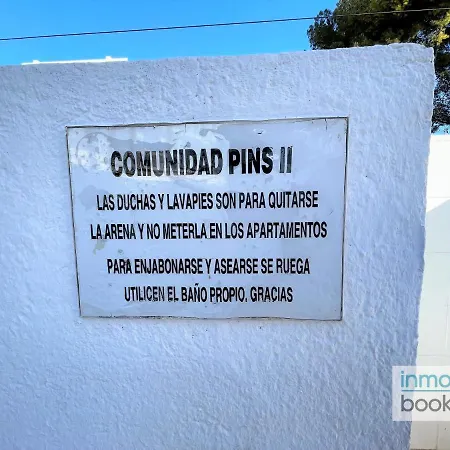 COMUNIDAD PINS II
LAS DUCHAS Y LAVAPIES SON PARA QUITARSE
LA ARENA Y NO METERLA EN LOS APARTAMENTOS
PARA ENJABONARSE Y ASEARSE SE RUEGA
UTILICEN EL BAÑO PROPIO. GRACIAS
inmo
book